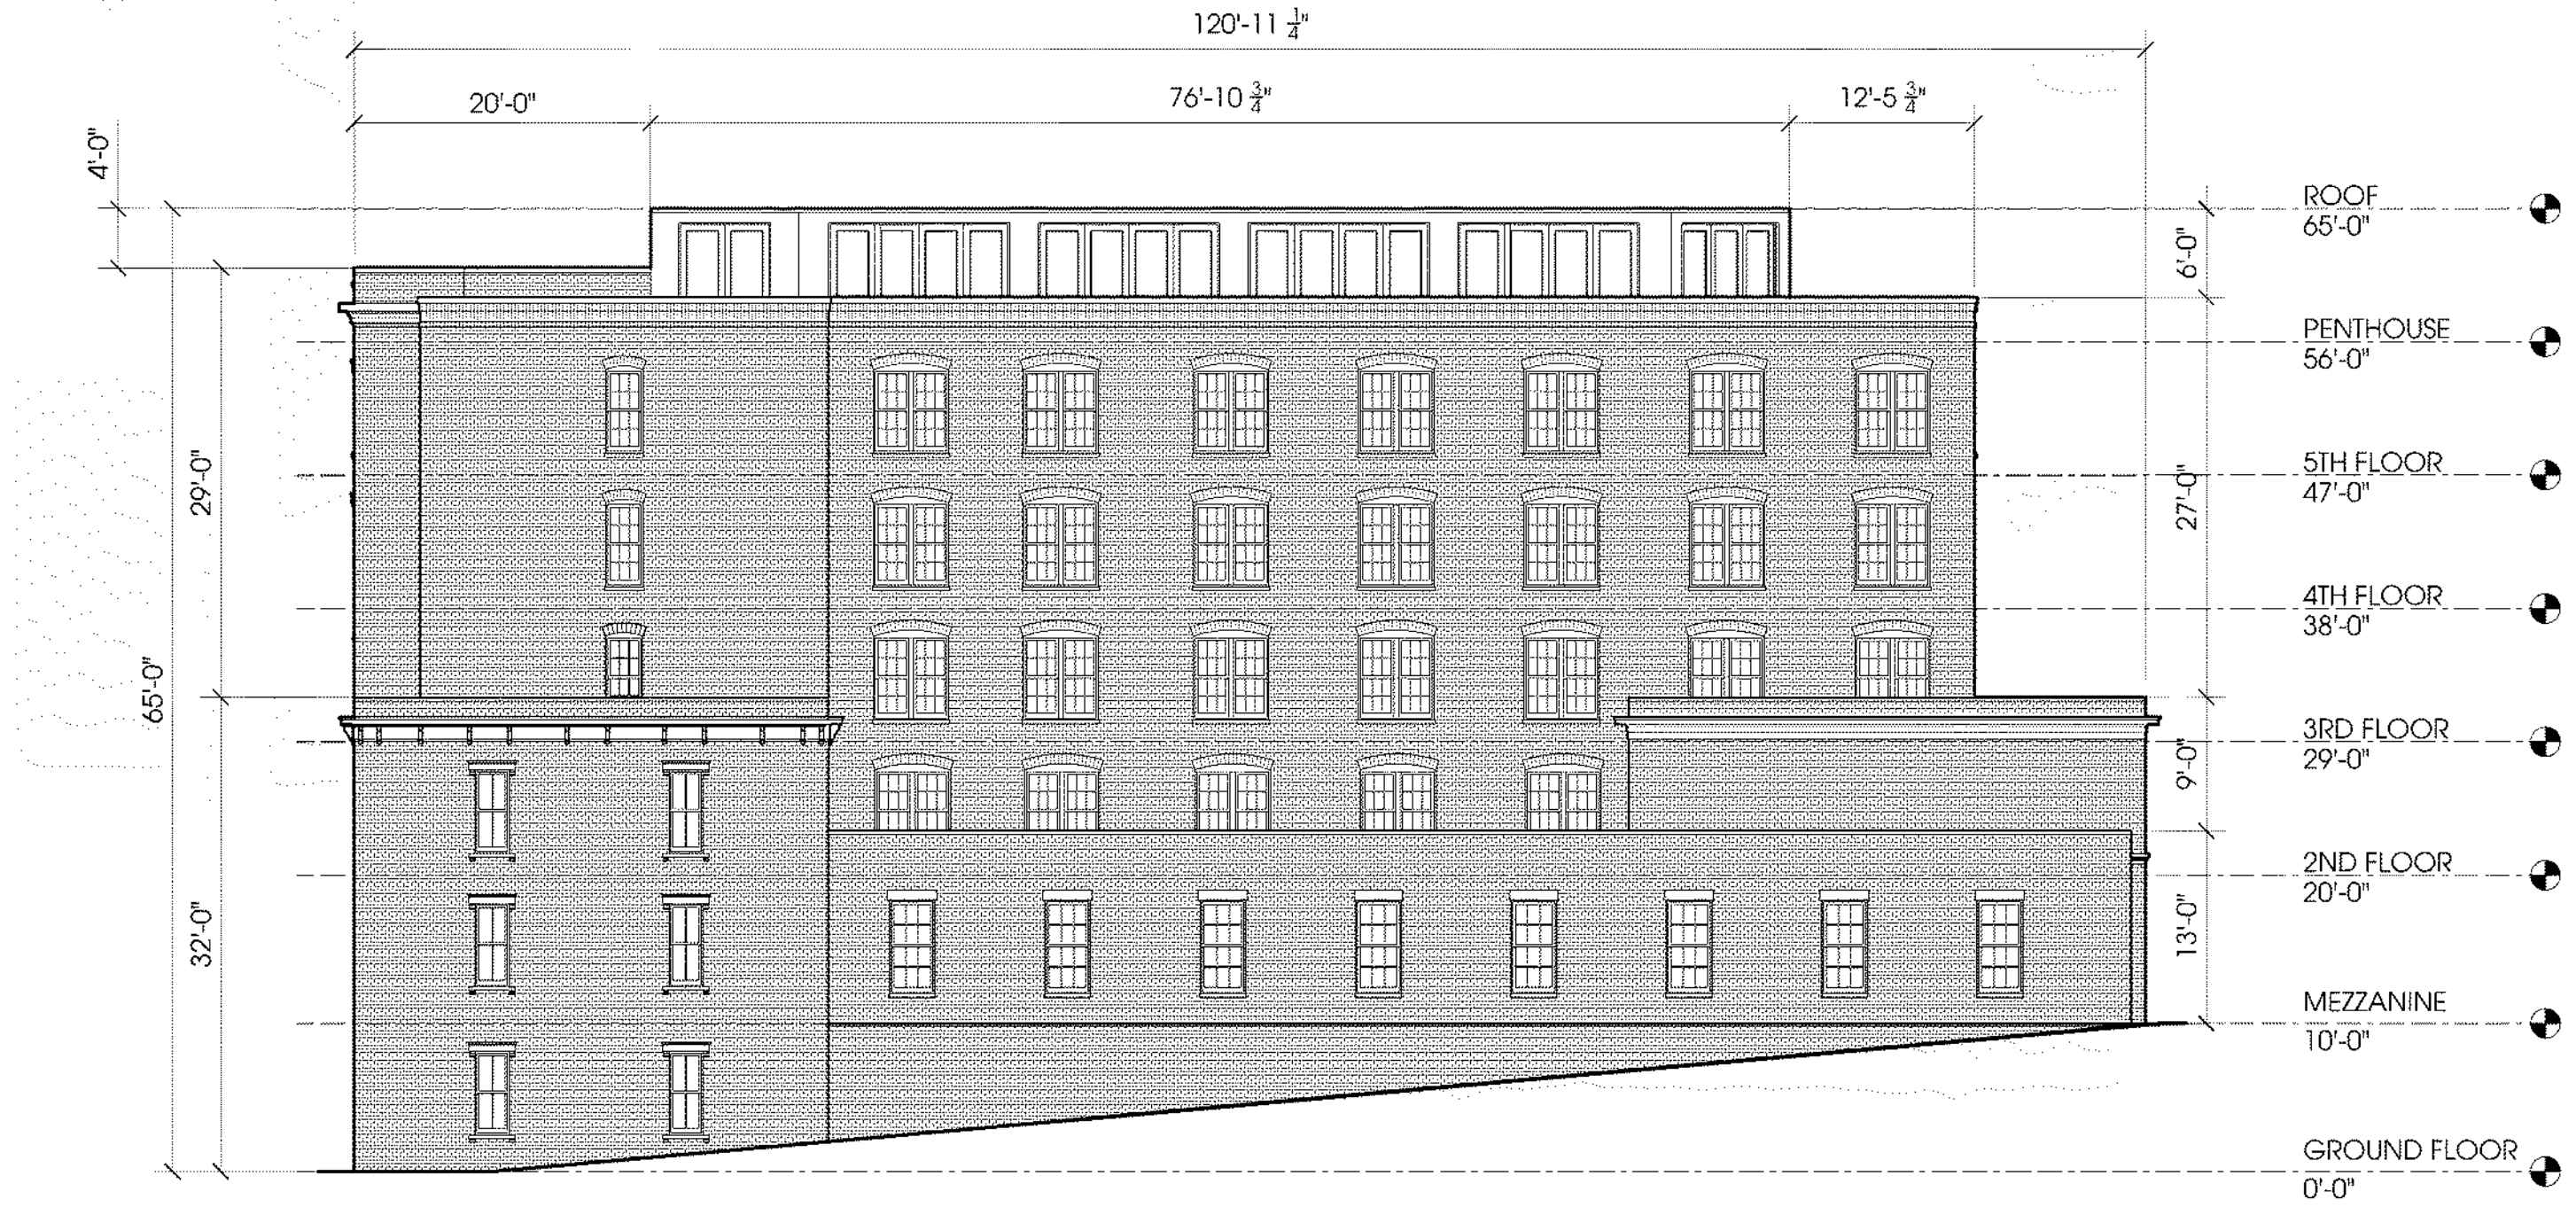 120'-11 1/4"
20'-0"
76'-10 3/4"
12'-5 3/4"
4'-0"
ROOF
65'-0"
6'-0"
PENTHOUSE
56'-0"
29'-0"
5TH FLOOR
47'-0"
27'-0"
4TH FLOOR
38'-0"
65'-0"
3RD FLOOR
29'-0"
9'-0"
2ND FLOOR
20'-0"
32'-0"
13'-0"
MEZZANINE
10'-0"
GROUND FLOOR
0'-0"